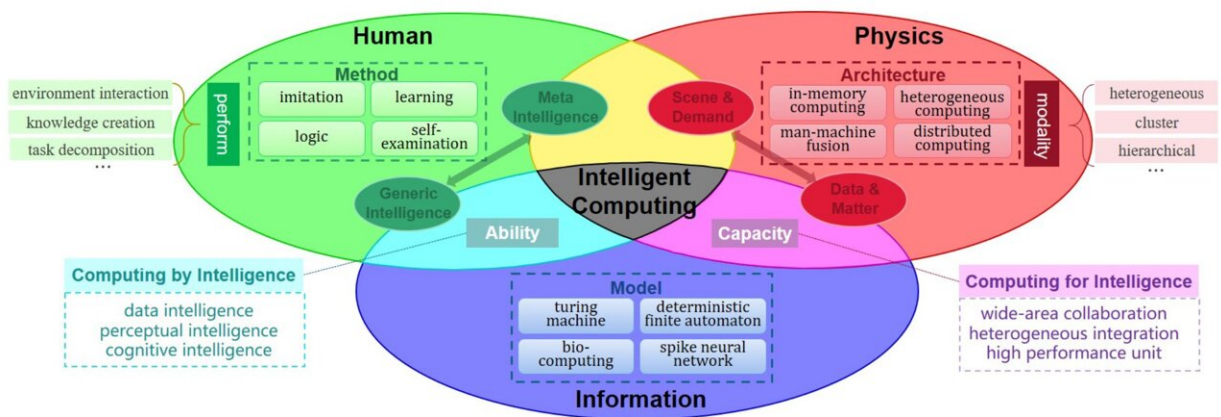 Human
Physics
Method
imitation
learning
logic
self-
examination
perform
environment interaction
knowledge creation
task decomposition
...
Meta
Intelligence
Generic
Intelligence
Scene &
Demand
Data &
Matter
Architecture
in-memory
computing
heterogeneous
computing
man-machine
fusion
distributed
computing
modality
heterogeneous
cluster
hierarchical
...
Intelligent
Computing
Ability
Capacity
Computing by Intelligence
data intelligence
perceptual intelligence
cognitive intelligence
Computing for Intelligence
wide-area collaboration
heterogeneous integration
high performance unit
Model
turing
machine
deterministic
finite automaton
bio-
computing
spike neural
network
Information